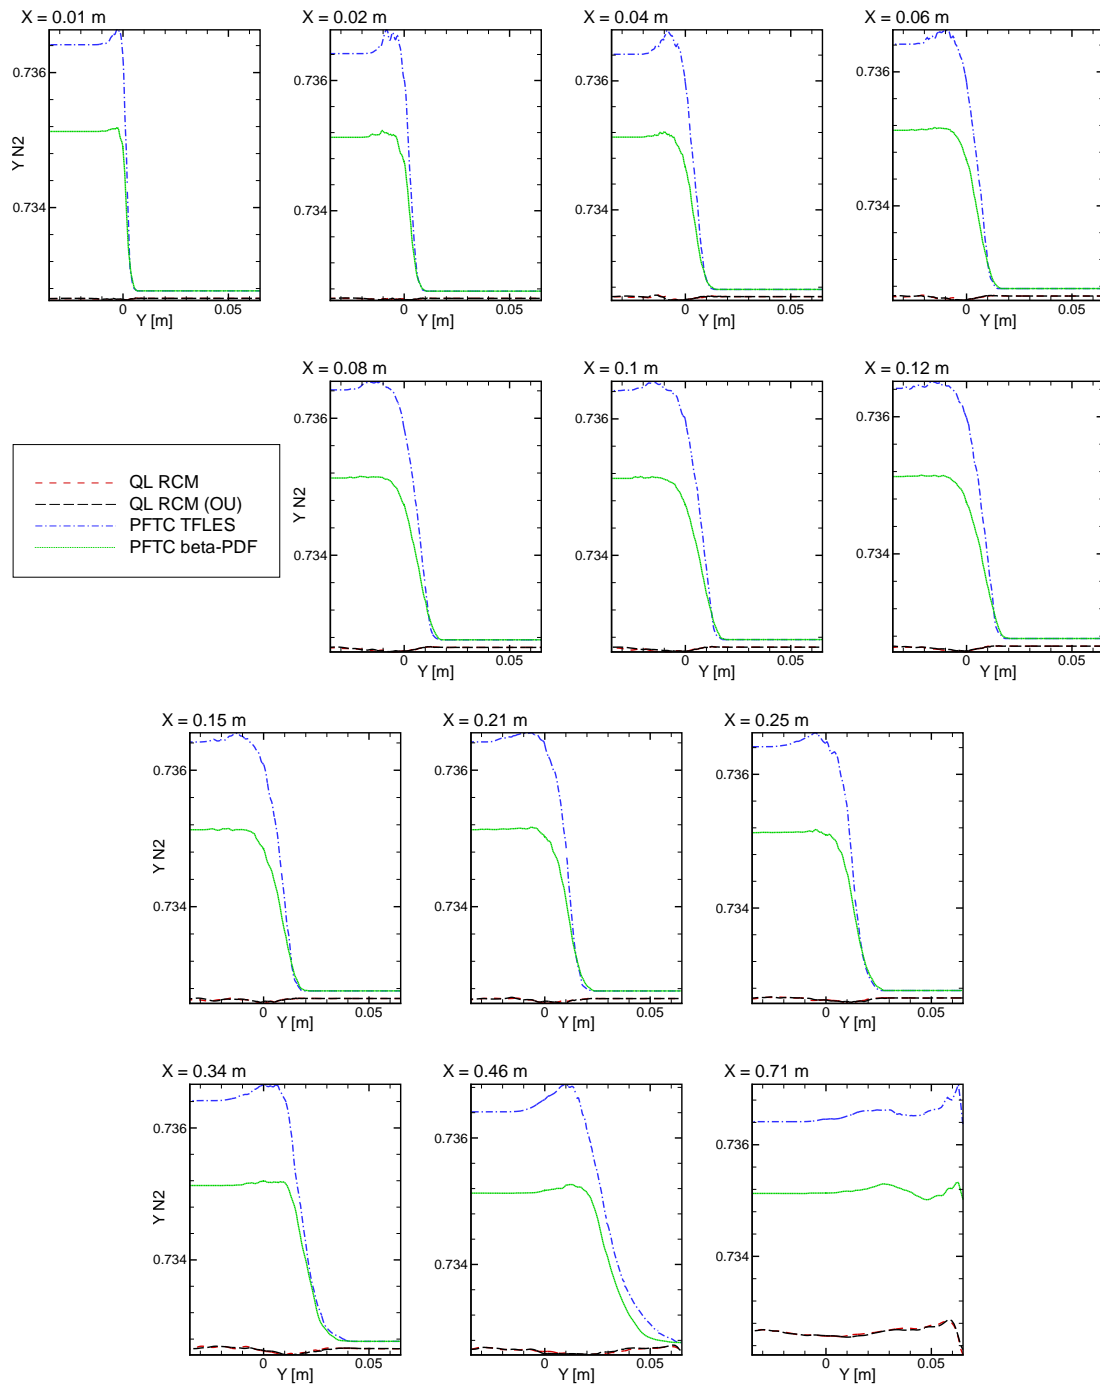 X = 0.01 m
X = 0.02 m
X = 0.04 m
X = 0.06 m
0.736
0.734
Y N2
0
0.05
Y [m]
0.736
0.734
0
0.05
Y [m]
0.736
0.734
0
0.05
Y [m]
0.736
0.734
0
0.05
Y [m]
X = 0.08 m
X = 0.1 m
X = 0.12 m
QL RCM
QL RCM (OU)
PFTC TFLES
PFTC beta-PDF
0.736
0.734
Y N2
0
0.05
Y [m]
0.736
0.734
0
0.05
Y [m]
0.736
0.734
0
0.05
Y [m]
X = 0.15 m
X = 0.21 m
X = 0.25 m
0.736
0.734
Y N2
0
0.05
Y [m]
0.736
0.734
0
0.05
Y [m]
0.736
0.734
0
0.05
Y [m]
X = 0.34 m
X = 0.46 m
X = 0.71 m
0.736
0.734
Y N2
0
0.05
Y [m]
0.736
0.734
0
0.05
Y [m]
0.736
0.734
0
0.05
Y [m]